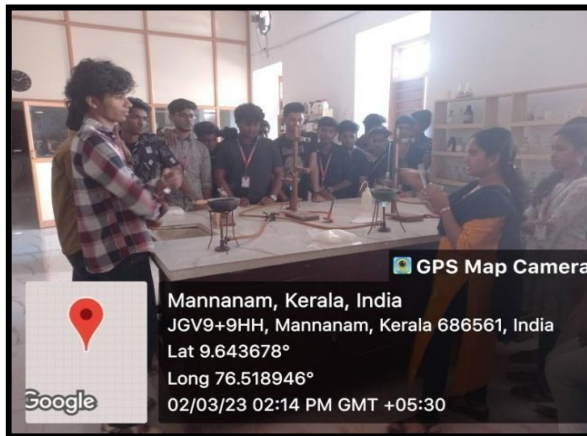 GPS Map Camera
Mannanam, Kerala, India
JGV9+9HH, Mannanam, Kerala 686561, India
Lat 9.643678°
Long 76.518946°
02/03/23 02:14 PM GMT +05:30
Google